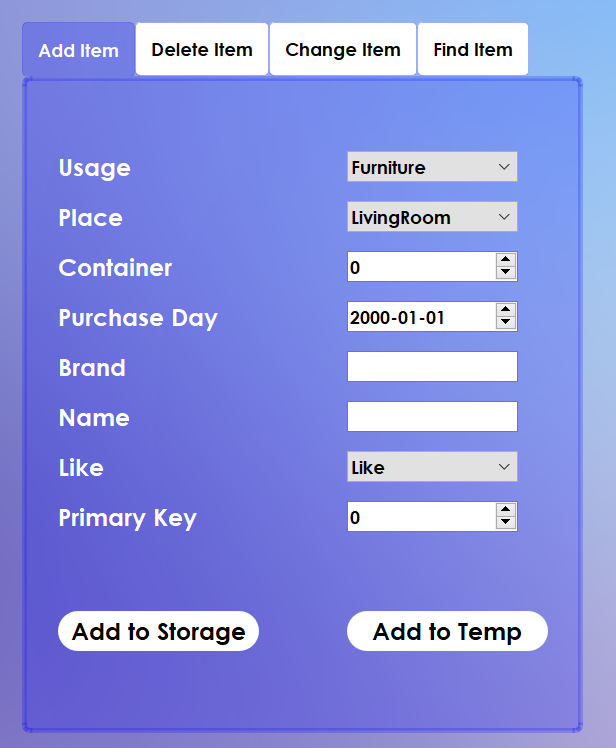 Add Item Delete Item Change Item Find Item
Usage Furniture
Place LivingRoom
Container 0
Purchase Day 2000-01-01
Brand
Name
Like Like
Primary Key 0
Add to Storage Add to Temp